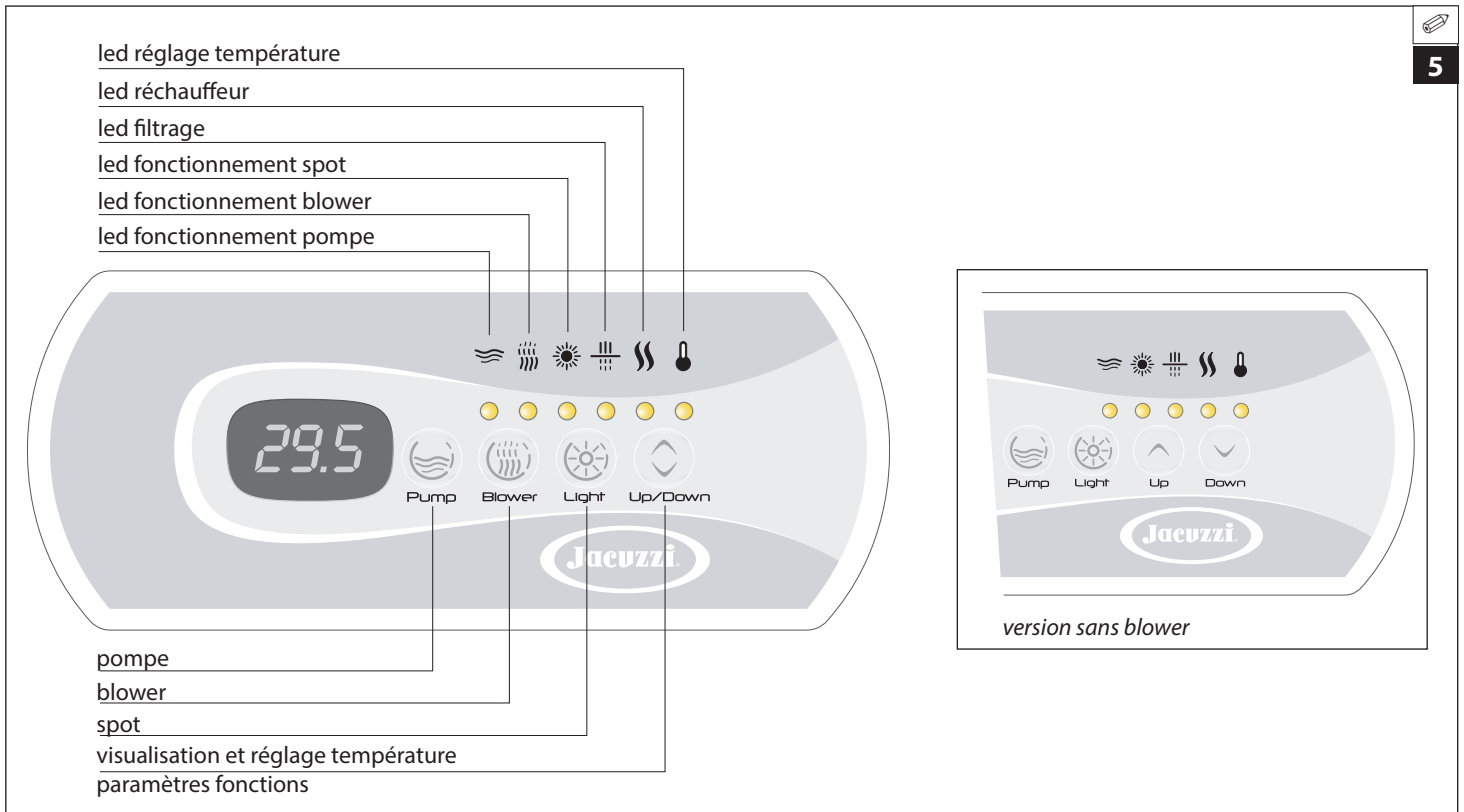 5
led réglage température
led réchauffeur
led filtrage
led fonctionnement spot
led fonctionnement blower
led fonctionnement pompe
29.5
Pump Blower Light Up/Down
Jacuzzi®
pompe
blower
spot
visualisation et réglage température
paramètres fonctions
Pump Light Up Down
Jacuzzi®
version sans blower